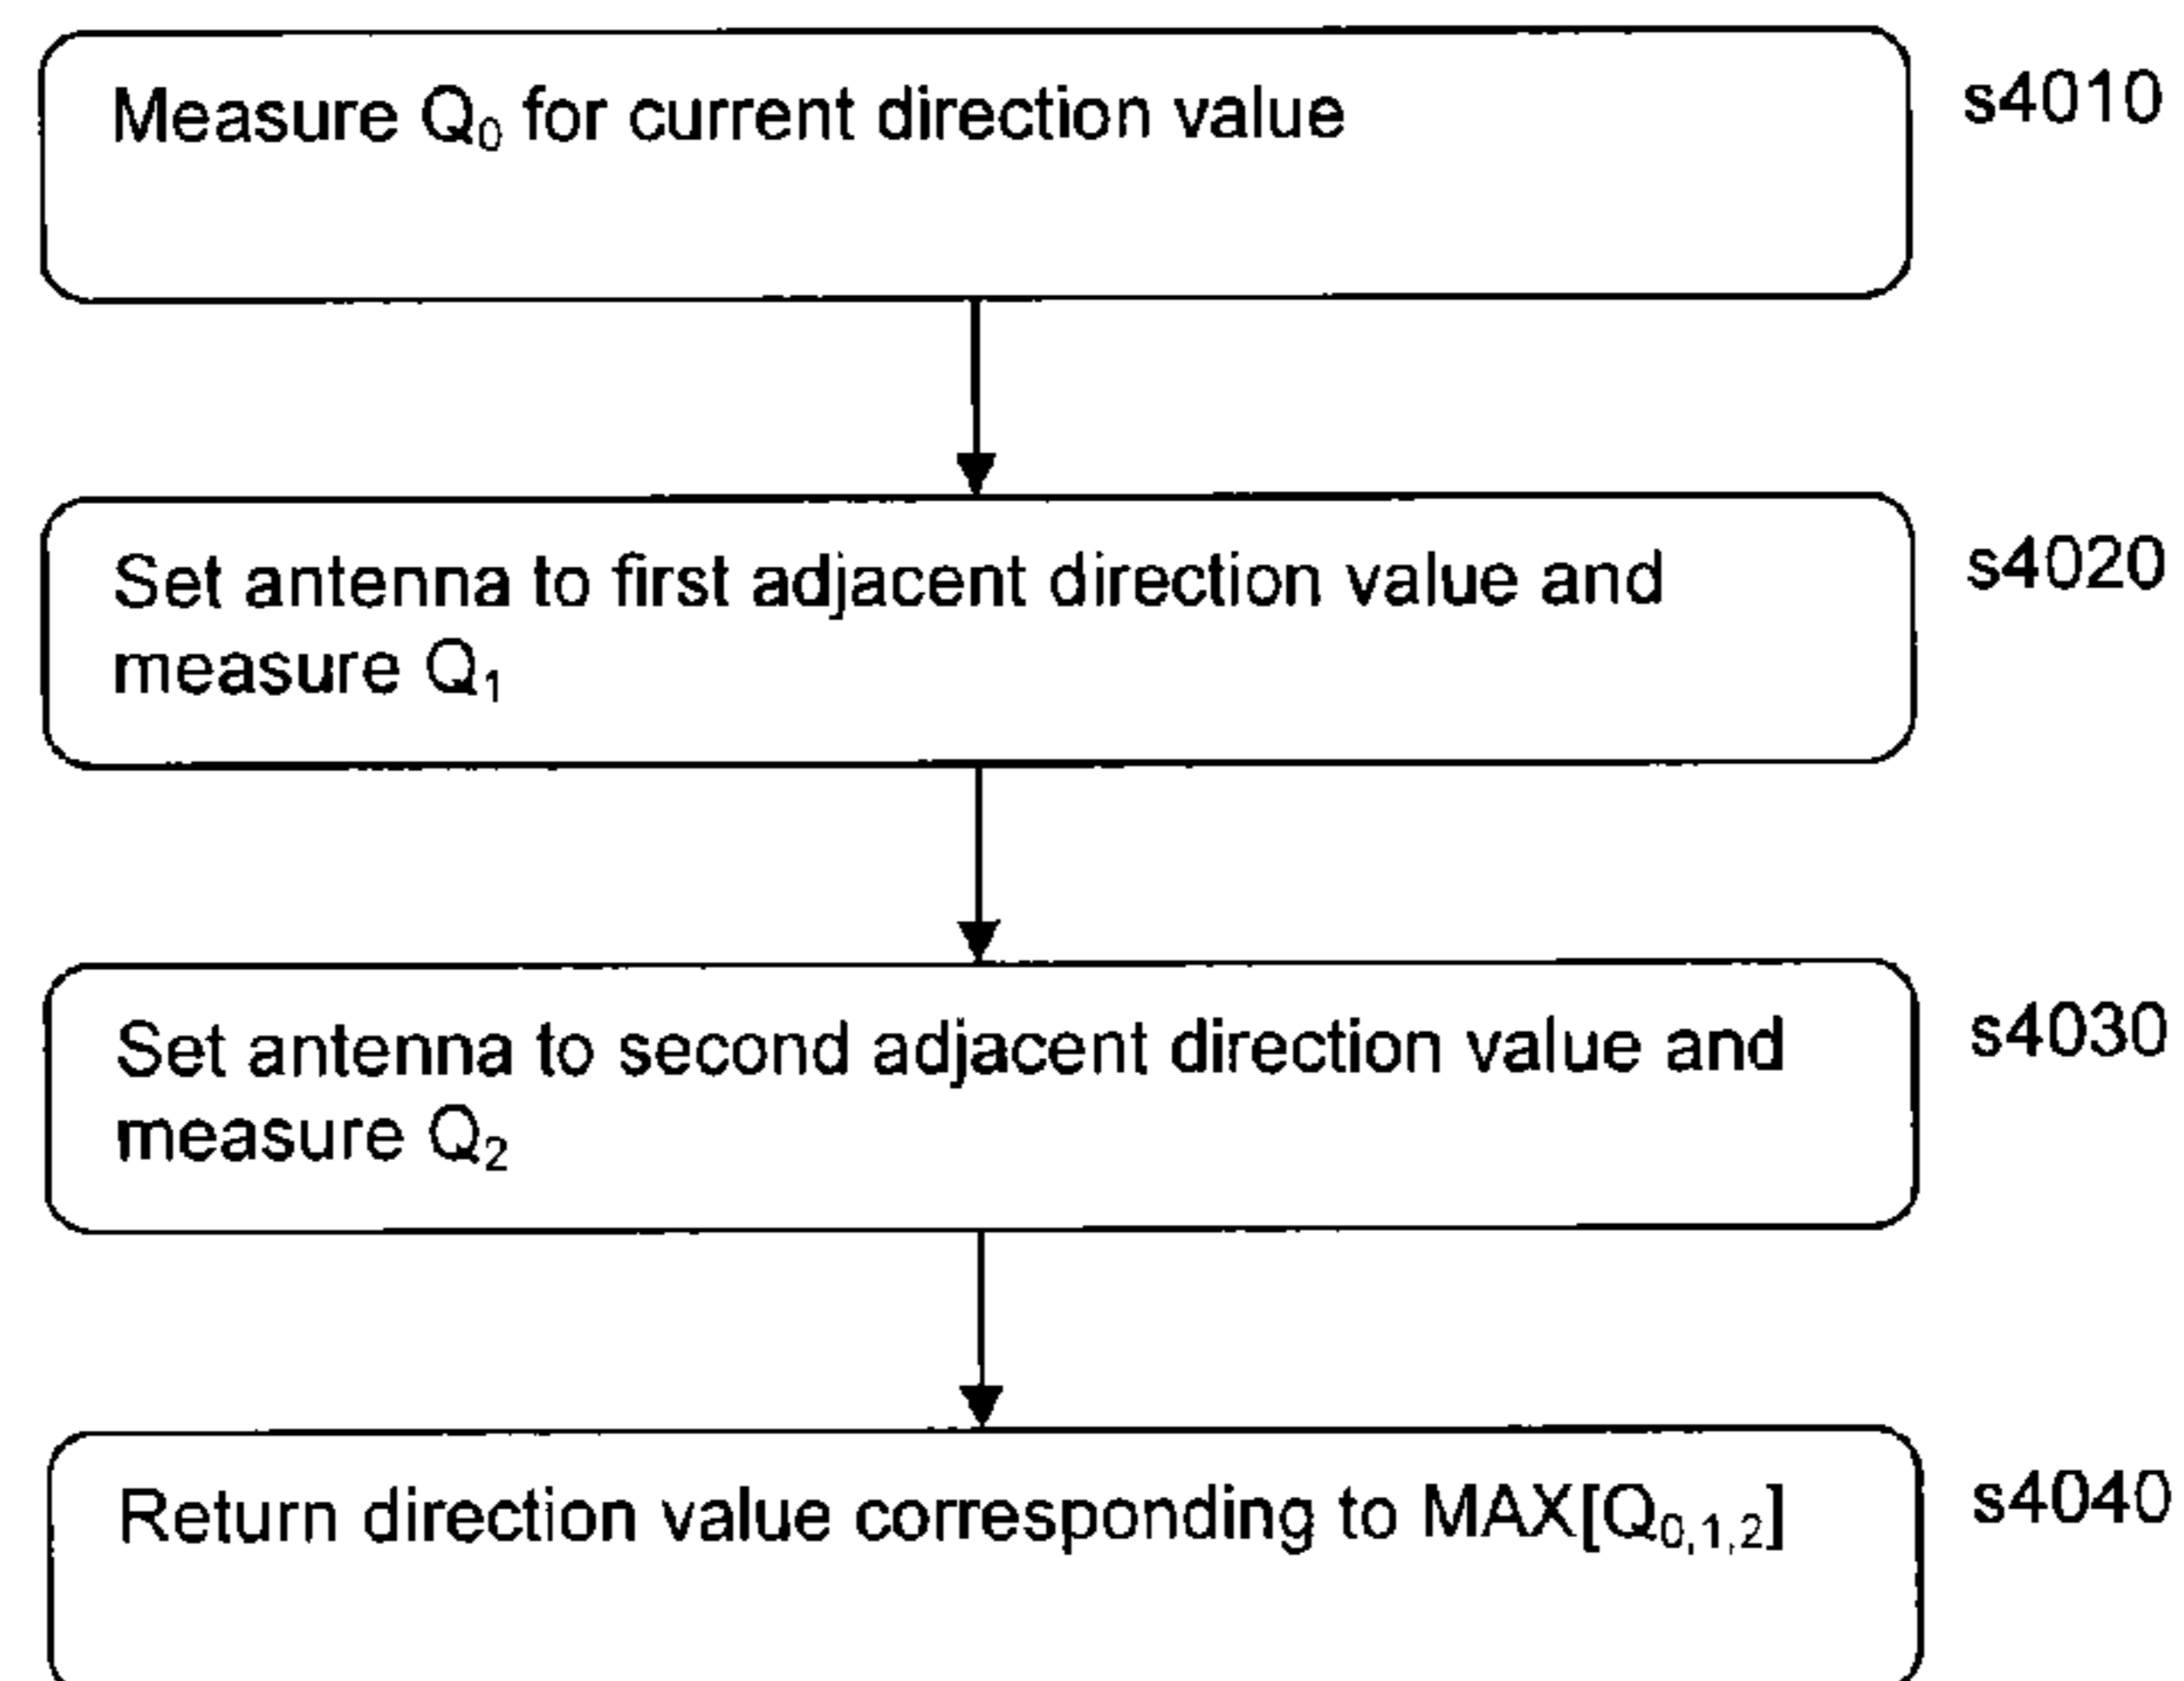 Measure Q₀ for current direction value
s4010
Set antenna to first adjacent direction value and
measure Q₁
s4020
Set antenna to second adjacent direction value and
measure Q₂
s4030
Return direction value corresponding to MAX[Q₀,₁,₂]
s4040